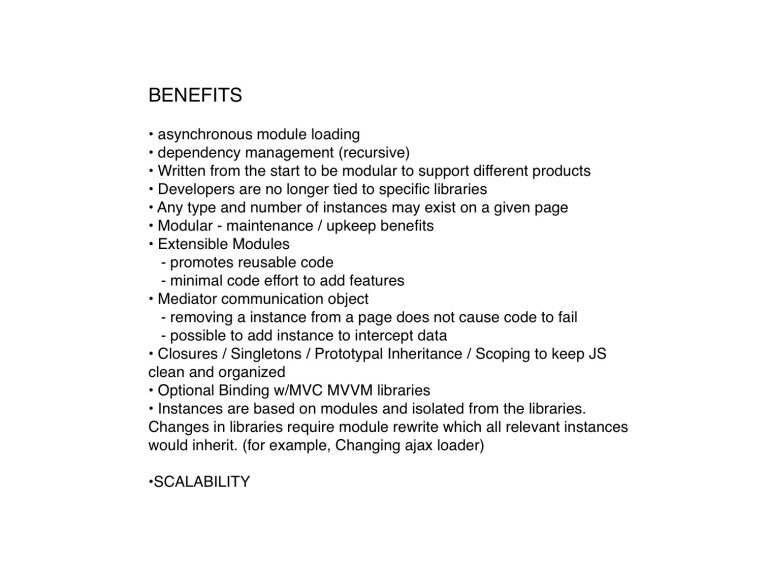 BENEFITS
• asynchronous module loading
• dependency management (recursive)
• Written from the start to be modular to support different products
• Developers are no longer tied to specific libraries
• Any type and number of instances may exist on a given page
• Modular - maintenance / upkeep benefits
• Extensible Modules
- promotes reusable code
- minimal code effort to add features
• Mediator communication object
- removing a instance from a page does not cause code to fail
- possible to add instance to intercept data
• Closures / Singletons / Prototypal Inheritance / Scoping to keep JS
clean and organized
• Optional Binding w/MVC MVVM libraries
• Instances are based on modules and isolated from the libraries.
Changes in libraries require module rewrite which all relevant instances
would inherit. (for example, Changing ajax loader)
•SCALABILITY